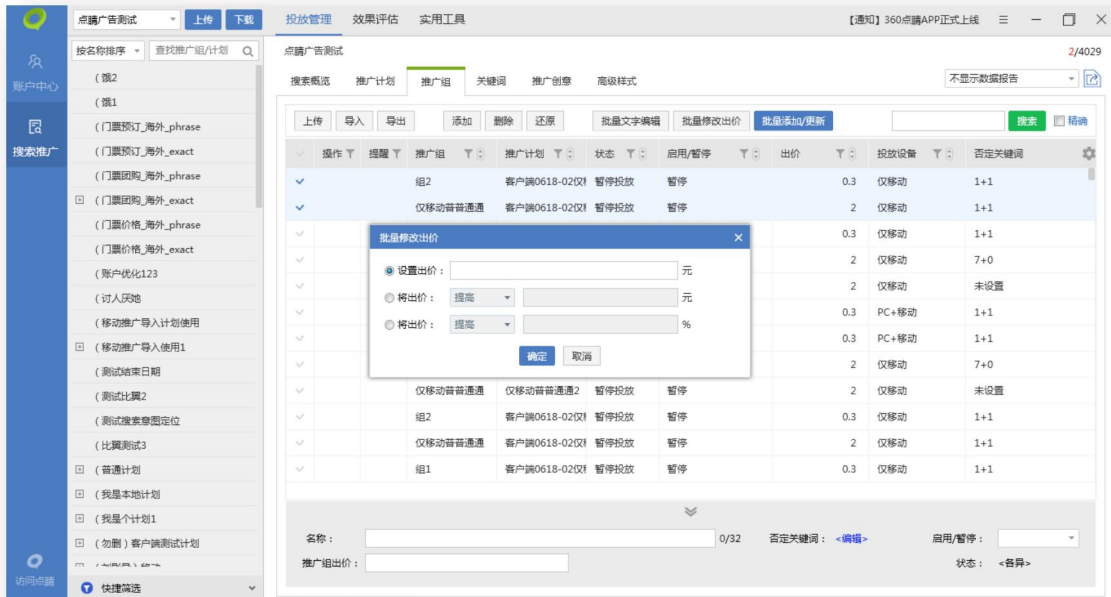 点睛广告测试 上传 下载 投放管理 效果评估 实用工具 【通知】360点睛APP正式上线
按名称排序 查找推广组/计划 点睛广告测试 2/4029
账户中心
搜索推广
(饿2
(饿1
(门票预订_海外_phrase
(门票预订_海外_exact
(门票团购_海外_phrase
(门票团购_海外_exact
(门票价格_海外_phrase
(门票价格_海外_exact
(账户优化123
(讨人厌她
(移动推广导入计划使用
(移动推广导入使用1
(测试结束日期
(测试比翼2
(测试搜索意图定位
(比翼测试3
(普通计划
(我是本地计划
(我是个计划1
(勿删)客户端测试计划
快捷筛选
访问点睛
搜索概览 推广计划 推广组 关键词 推广创意 高级样式 不显示数据报告
上传 导入 导出 添加 删除 还原 批量文字编辑 批量修改出价 批量添加/更新 搜索 精确
操作 提醒 推广组 推广计划 状态 启用/暂停 出价 投放设备 否定关键词
组2 客户端0618-02仅 暂停投放 暂停 0.3 仅移动 1+1
仅移动普普通通 客户端0618-02仅 暂停投放 暂停 2 仅移动 1+1
0.3 仅移动 1+1
2 仅移动 7+0
2 仅移动 未设置
0.3 PC+移动 1+1
0.3 PC+移动 1+1
2 仅移动 7+0
批量修改出价
设置出价: 元
将出价: 提高 元
将出价: 提高 %
确定 取消
仅移动普普通通 仅移动普普通通2 暂停投放 暂停 2 仅移动 未设置
组2 客户端0618-02仅 暂停投放 暂停 0.3 仅移动 1+1
仅移动普普通通 客户端0618-02仅 暂停投放 暂停 2 仅移动 1+1
组1 客户端0618-02仅 暂停投放 暂停 0.3 仅移动 1+1
名称: 0/32 否定关键词: <编辑> 启用/暂停:
推广组出价: 状态: <各异>